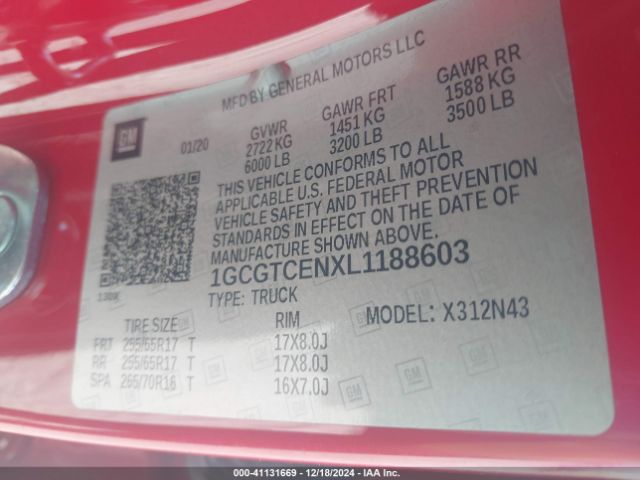 MFD BY GENERAL MOTORS LLC
GM
01/20
GVWR
2722 KG
6000 LB
GAWR FRT
1451 KG
3200 LB
GAWR RR
1588 KG
3500 LB
THIS VEHICLE CONFORMS TO ALL
APPLICABLE U.S. FEDERAL MOTOR
VEHICLE SAFETY AND THEFT PREVENTION
STANDARDS IN EFFECT ON THE DATE OF
MANUFACTURE SHOWN ABOVE.
1GCGTCENXL1188603
TYPE: TRUCK
MODEL: X312N43
TIRE SIZE RIM
FRT 255/65R17 T 17X8.0J
RR 255/65R17 T 17X8.0J
SPA 265/70R16 T 16X7.0J
000-41131669 - 12/18/2024 - IAA Inc.